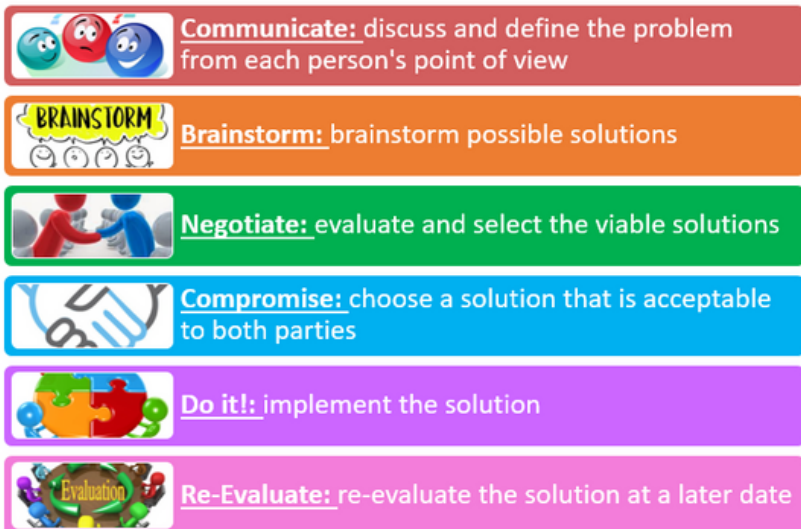 Communicate: discuss and define the problem
from each person's point of view
BRAINSTORM
Brainstorm: brainstorm possible solutions
Negotiate: evaluate and select the viable solutions
Compromise: choose a solution that is acceptable
to both parties
Do it!: implement the solution
Evaluation
Re-Evaluate: re-evaluate the solution at a later date